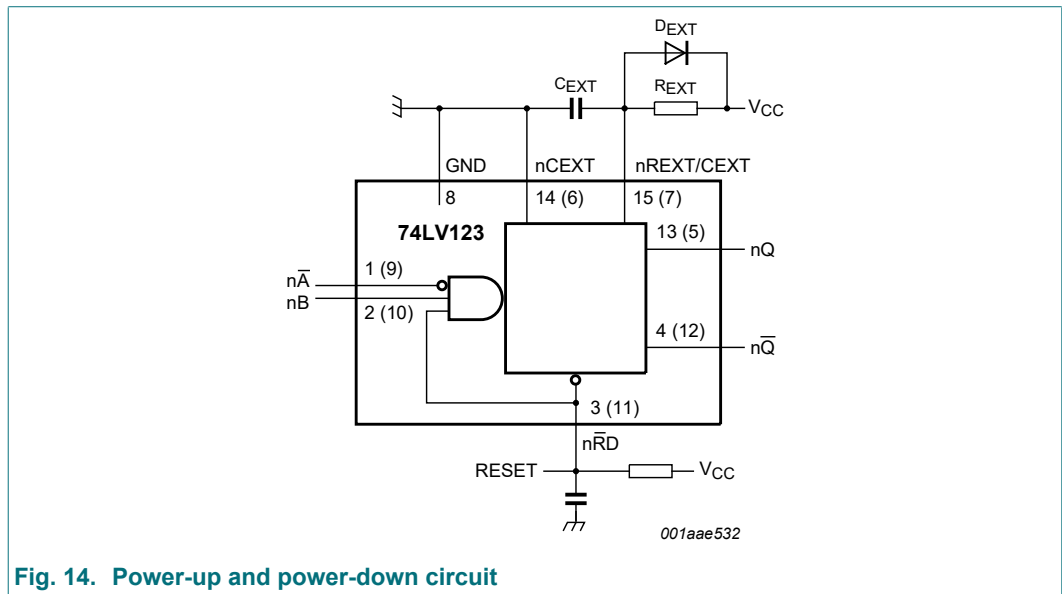 DEXT
CEXT
REXT
VCC
GND
nCEXT
nREXT/CEXT
8
14 (6)
15 (7)
74LV123
13 (5)
nQ
1 (9)
nA̅
nB
2 (10)
4 (12)
nQ̅
3 (11)
nR̅D
RESET
VCC
001aae532
Fig. 14. Power-up and power-down circuit